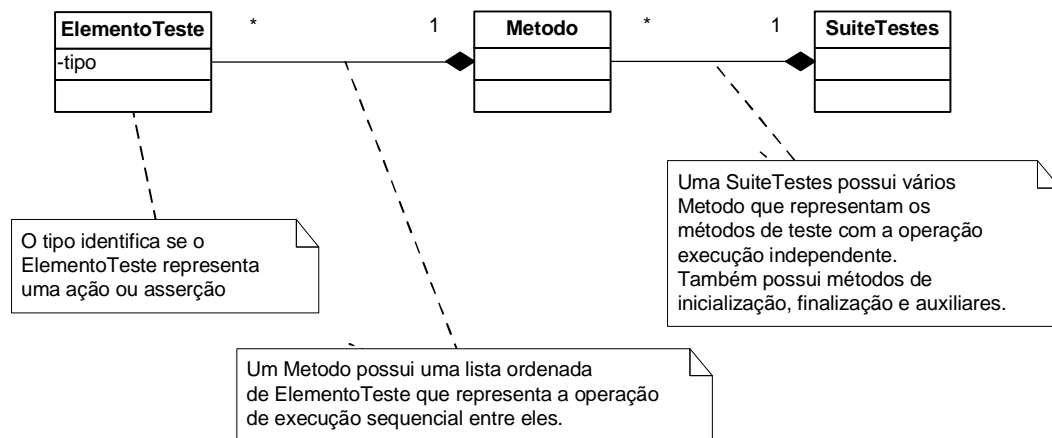 ElementoTeste
-tipo
*
1
Metodo
*
1
SuiteTestes
O tipo identifica se o
ElementoTeste representa
uma ação ou asserção
Uma SuiteTestes possui vários
Metodo que representam os
métodos de teste com a operação
execução independente.
Também possui métodos de
inicialização, finalização e auxiliares.
Um Metodo possui uma lista ordenada
de ElementoTeste que representa a operação
de execução sequencial entre eles.